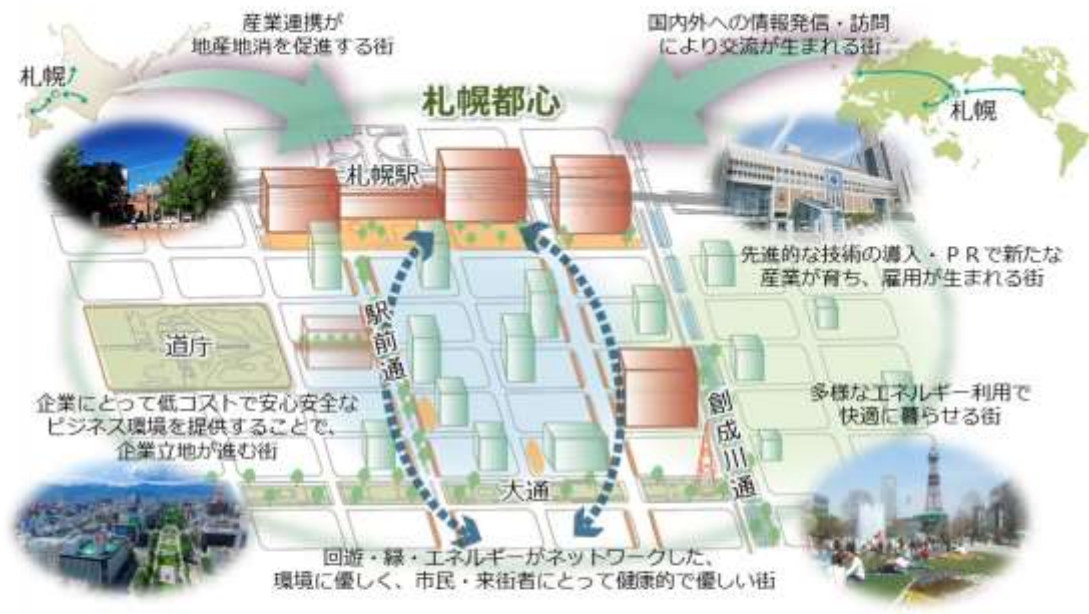 産業連携が
地産地消を促進する街
国内外への情報発信・訪問
により交流が生まれる街
札幌
札幌都心
札幌
札幌駅
先進的な技術の導入・ＰＲで新たな
産業が育ち、雇用が生まれる街
駅前通
道庁
企業にとって低コストで安心安全な
ビジネス環境を提供することで、
企業立地が進む街
多様なエネルギー利用で
快適に暮らせる街
創成川通
大通
回遊・緑・エネルギーがネットワークした、
環境に優しく、市民・来街者にとって健康的で優しい街